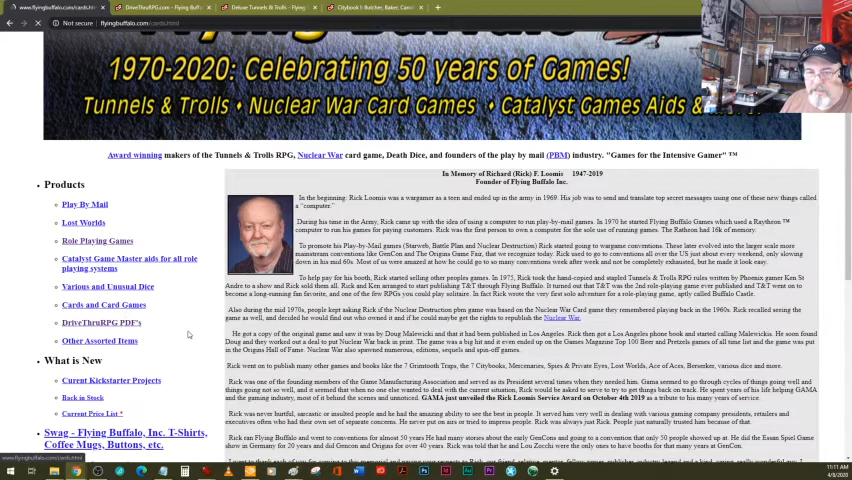 www.flyingbuffalo.com/cards.html
DriveThruRPG.com - Flying Buff
Deluxe Tunnels & Trolls - Flying
Citybook I: Butcher, Baker, Candl
Not secure | flyingbuffalo.com/cards.html
1970-2020: Celebrating 50 years of Games!
Tunnels & Trolls • Nuclear War Card Games • Catalyst Games Aids &
Award winning makers of the Tunnels & Trolls RPG, Nuclear War card game, Death Dice, and founders of the play by mail (PBM) industry. "Games for the Intensive Gamer" ™
Products
Play By Mail
Lost Worlds
Role Playing Games
Catalyst Game Master aids for all role
playing systems
Various and Unusual Dice
Cards and Card Games
DriveThruRPG PDF's
Other Assorted Items
What is New
Curent Kickstarter Projects
Back in Stock
Current Price List *
Swag - Flying Buffalo, Inc. T-Shirts,
Coffee Mugs, Buttons, etc.
In Memory of Richard (Rick) F. Loomis 1947-2019
Founder of Flying Buffalo Inc.
In the beginning: Rick Loomis was a wargamer as a teen and ended up in the army in 1969. His job was to send and translate top secret messages using one of these new things called
a "computer."
During his tune in the Army, Rick came up with the idea of using a computer to run play-by-mail games. In 1970 he started Flying Buffalo Games which used a Raytheon ™
computer to run his games for paying customers. Rick was the first person to own a computer for the sole use of running games. The Ratheon had 16k of memory.
To promote his Play-by-Mail games (Starweb, Battle Plan and Nuclear Destruction) Rick started going to wargame conventions. These later evolved into the larger scale more
mainstream conventions like GenCon and The Origins Game Fair, that we recognize today. Rick used to go to conventions all over the US just about every weekend, only slowing
down in his mid 60s. Most of us were amazed at how he could go to so many conventions week after week and not be completely exhausted, but he made it look easy.
To help pay for his booth, Rick started selling other peoples games. In 1975, Rick took the hand-copied and stapled Tunnels & Trolls RPG rules written by Phoenix gamer Ken St
Andre to a show and Rick sold them all. Rick and Ken arranged to start publishing T&T through Flying Buffalo. It turned out that T&T was the 2nd role-playing game ever published and T&T went on to
become a long-running fan favorite, and one of the few RPGs you could play solitaire. In fact Rick wrote the very first solo adventure for a role-playing game, aptly called Buffalo Castle.
Also during the mid 1970s, people kept asking Rick if the Nuclear Destruction pbm game was based on the Nuclear War Card game they remembered playing back in the 1960s. Rick recalled seeing the
game as well, and decided he would find out who owned it and if he could maybe get the rights to republish the Nuclear War.
He got a copy of the original game and saw it was by Doug Malewicki and that it had been published in Los Angeles. Rick then got a Los Angeles phone book and started calling Malewickis. He soon found
Doug and they worked out a deal to put Nuclear War back in print. The game was a big hit and it even ended up on the Games Magazine Top 100 Beer and Pretzels games of all time list and was put
in the Origins Hall of Fame. Nuclear War also spawned numerous editions, sequels and spin-off games.
Rick went on to publish many other games and books like the 7 Grimtooth Traps, the 7 Citybooks, Mercenaries, Spies & Private Eyes, Lost Worlds, Ace of Aces, Berserker, various dice and more.
Rick was one of the founding members of the Game Manufacturing Association and served as its President several times when they needed him. Gama seemed to go through cycles of things going well and
things going not so well, and it seemed that when no else wanted to deal with the current situation, Rick would be asked to serve to try to get things back on track. He spent years of his life helping GAMA
and the gaming industry, most of it behind the scenes and unnoticed. GAMA just unveiled the Rick Loomis Service Award on October 4th 2019 as a tribute to his many years of service.
Rick was never hurtful, sarcastic or insulted people and he had the amazing ability to see the best in people. It served him very well in dealing with various gaming company presidents, retailers and
executives who often had their own set of separate concerns. He never put on airs or tried to impress people. Rick was always just Rick. People just naturally trusted him because of that.
Rick ran Flying Buffalo and went to conventions for almost 50 years He had many stories about the early GenCons and going to a convention that only 50 people showed up at. He did the Essan Spiel Game
show in Germany for 20 years and did Gencon for over 40 years. Rick was told that he and Lou Zocchi were the only ones to have booths for that many years at GenCon.
www.flyingbuffalo.com/cards.html
11:11 AM
4/8/2020